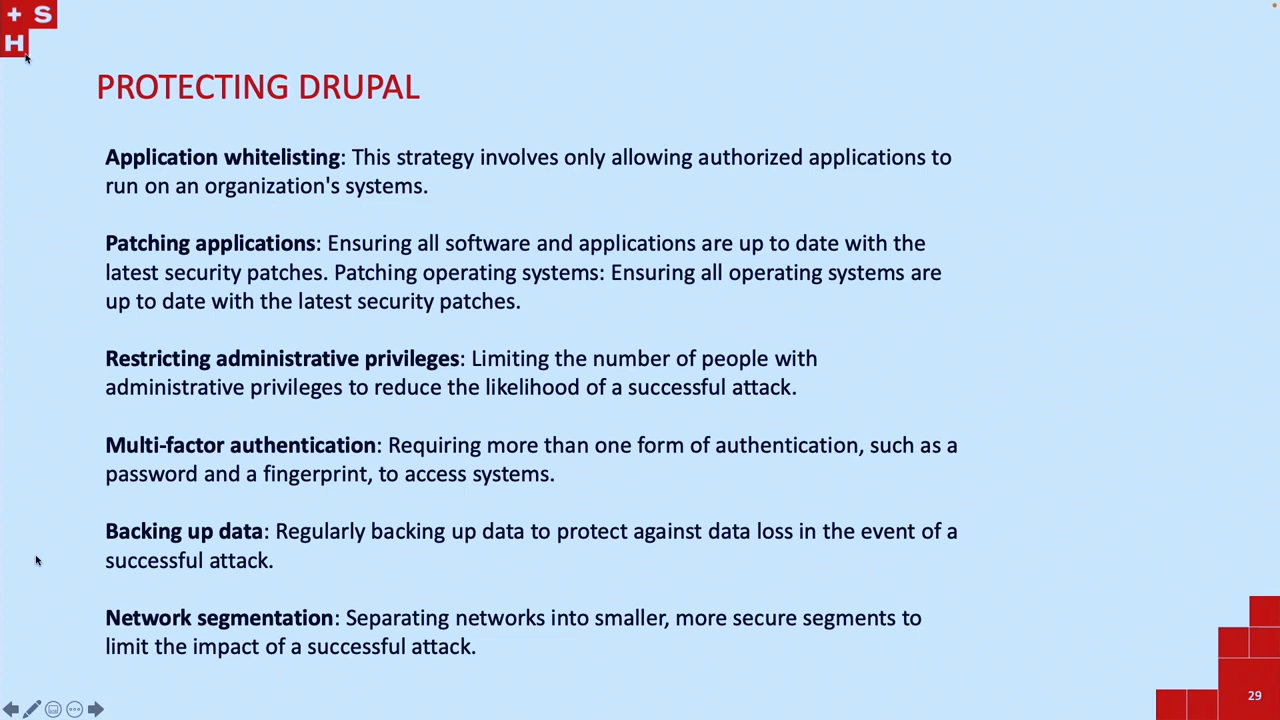 + S
H
PROTECTING DRUPAL
Application whitelisting: This strategy involves only allowing authorized applications to
run on an organization's systems.
Patching applications: Ensuring all software and applications are up to date with the
latest security patches. Patching operating systems: Ensuring all operating systems are
up to date with the latest security patches.
Restricting administrative privileges: Limiting the number of people with
administrative privileges to reduce the likelihood of a successful attack.
Multi-factor authentication: Requiring more than one form of authentication, such as a
password and a fingerprint, to access systems.
Backing up data: Regularly backing up data to protect against data loss in the event of a
successful attack.
Network segmentation: Separating networks into smaller, more secure segments to
limit the impact of a successful attack.
29